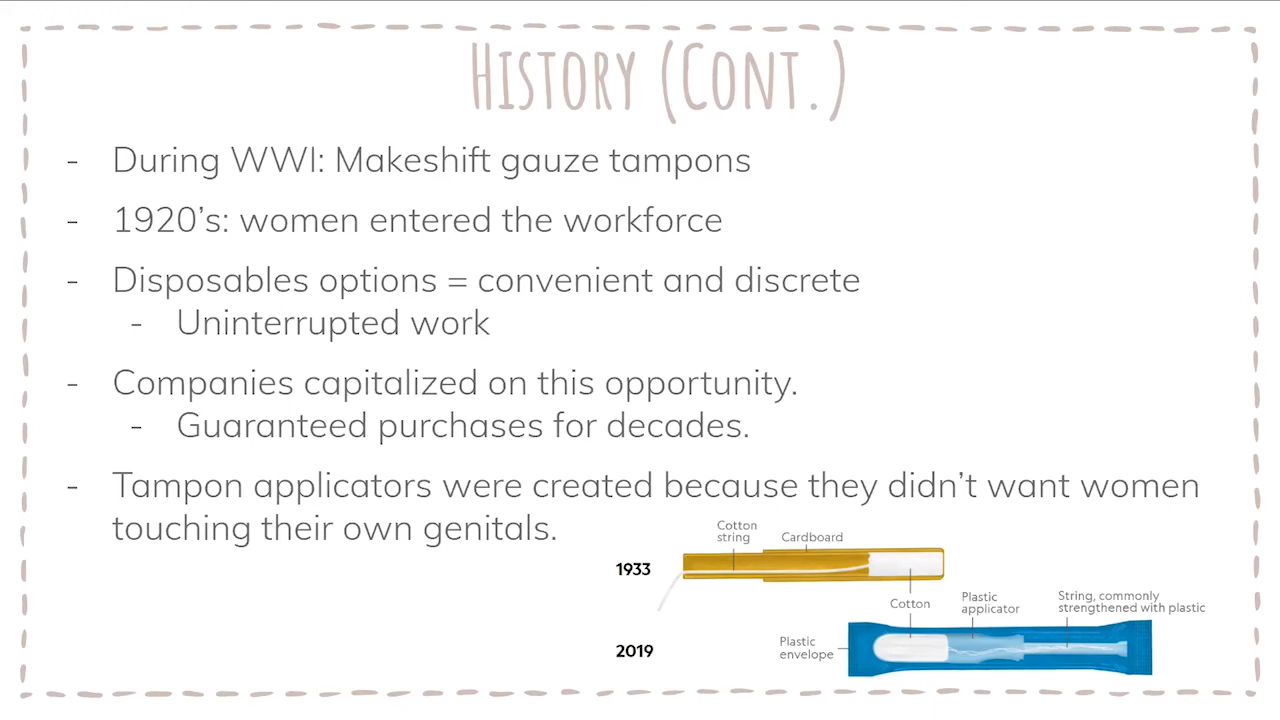 History (Cont.)
- During WWI: Makeshift gauze tampons
- 1920’s: women entered the workforce
- Disposables options = convenient and discrete
- Uninterrupted work
- Companies capitalized on this opportunity.
- Guaranteed purchases for decades.
- Tampon applicators were created because they didn’t want women
touching their own genitals.
1933
Cotton
string
Cardboard
Cotton
2019
Plastic
envelope
Plastic
applicator
String, commonly
strengthened with plastic